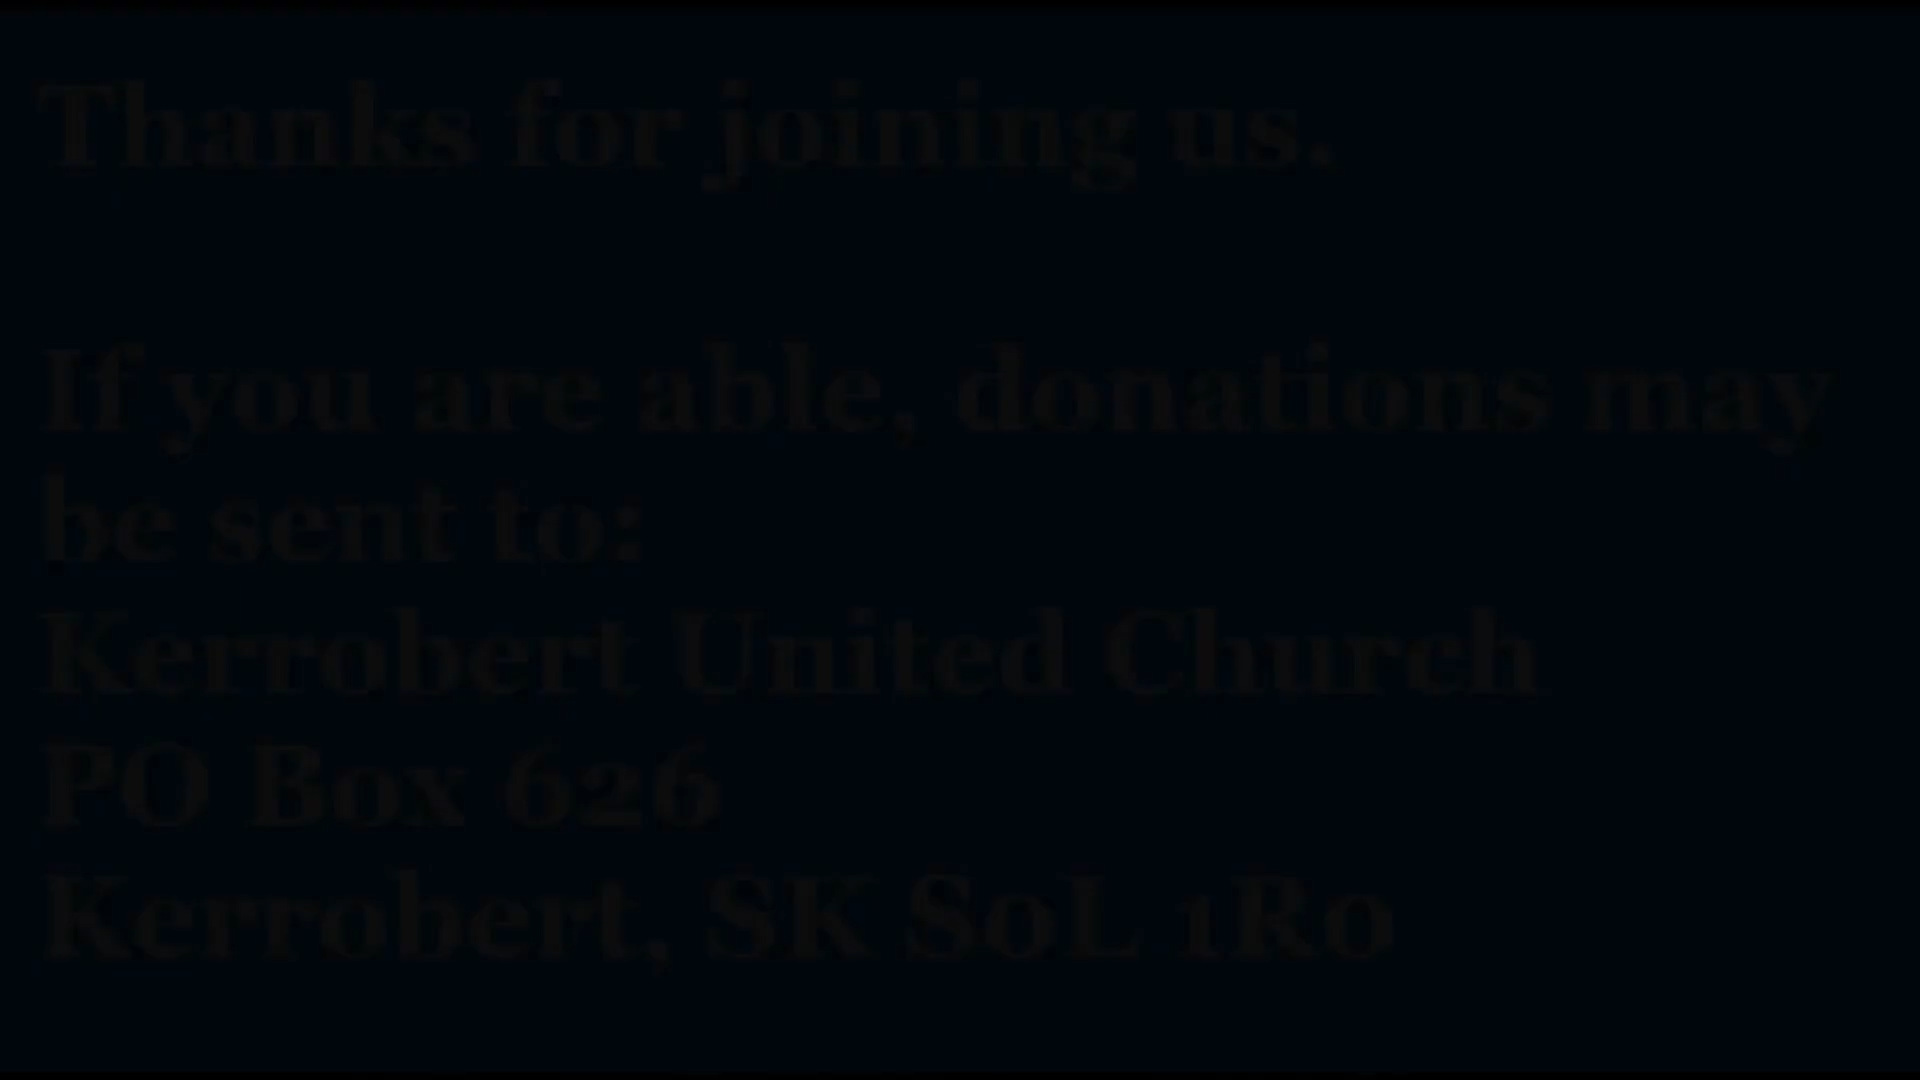 Thanks for joining us.
If you are able, donations may
be sent to:
Kerrobert United Church
PO Box 626
Kerrobert, SK S0L 1R0